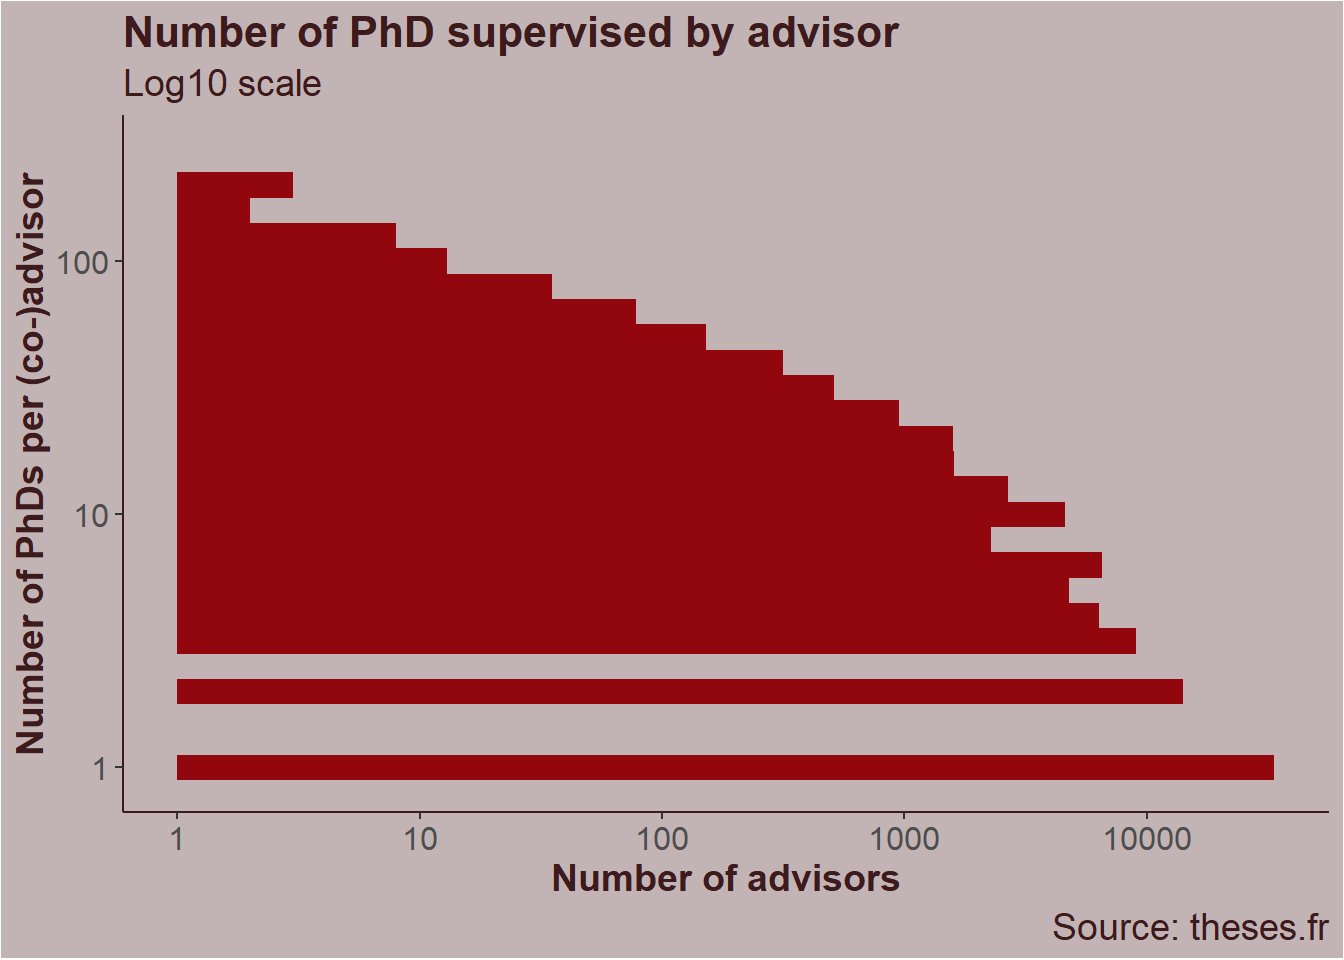 Number of PhD supervised by advisor
Log10 scale
Number of PhDs per (co-)advisor
100
10
1
1 10 100 1000 10000
Number of advisors
Source: theses.fr